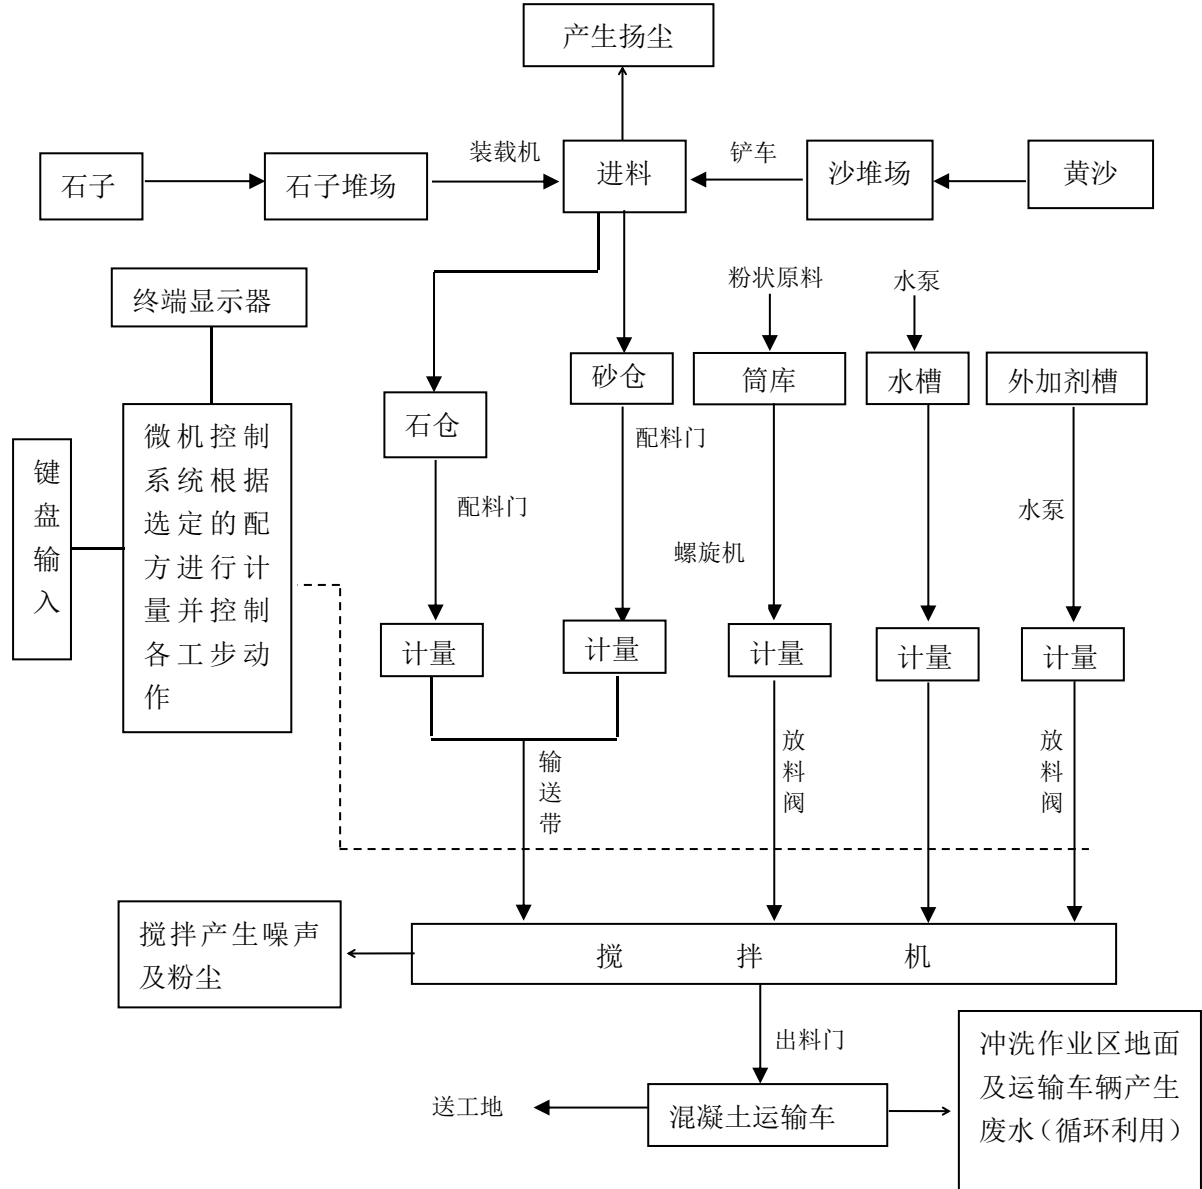 产生扬尘
装载机
铲车
石子
石子堆场
进料
沙堆场
黄沙
终端显示器
粉状原料
水泵
砂仓
筒库
水槽
外加剂槽
石仓
键
盘
输
入
微机控制
系统根据
选定的配
方进行计
量并控制
各工步动
作
配料门
配料门
螺旋机
水泵
计量
计量
计量
计量
计量
输
送
带
放
料
阀
放
料
阀
搅拌产生噪声
及粉尘
搅 拌 机
出料门
送工地
混凝土运输车
冲洗作业区地面
及运输车辆产生
废水（循环利用）